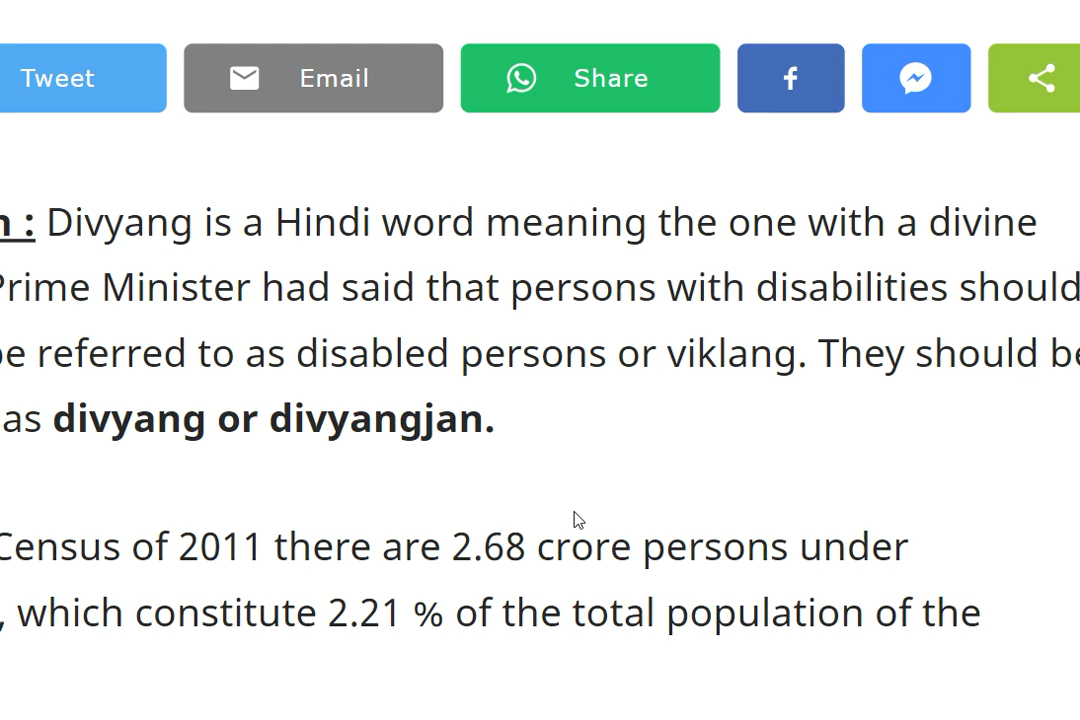 Tweet Email Share
: Divyang is a Hindi word meaning the one with a divine
Prime Minister had said that persons with disabilities should
be referred to as disabled persons or viklang. They should be
as divyang or divyangjan.
Census of 2011 there are 2.68 crore persons under
, which constitute 2.21 % of the total population of the